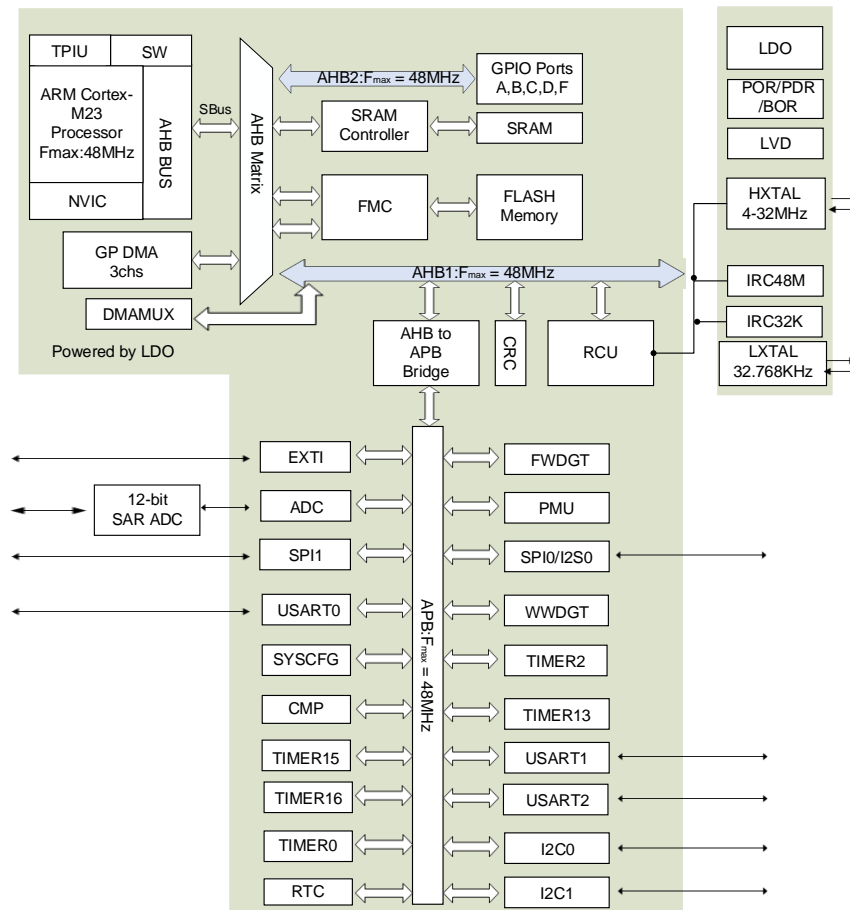 TPIU
SW
ARM Cortex-
M23
Processor
Fmax:48MHz
AHB BUS
NVIC
SBus
AHB Matrix
GP DMA
3chs
DMAMUX
Powered by LDO
AHB2:Fmax = 48MHz
GPIO Ports
A,B,C,D,F
SRAM
Controller
SRAM
FMC
FLASH
Memory
AHB1:Fmax = 48MHz
AHB to
APB
Bridge
CRC
RCU
LDO
POR/PDR
/BOR
LVD
HXTAL
4-32MHz
IRC48M
IRC32K
LXTAL
32.768KHz
APB:Fmax = 48MHz
EXTI
FWDGT
12-bit
SAR ADC
ADC
PMU
SPI1
SPI0/I2S0
USART0
WWDGT
SYSCFG
TIMER2
CMP
TIMER13
TIMER15
USART1
TIMER16
USART2
TIMER0
I2C0
RTC
I2C1